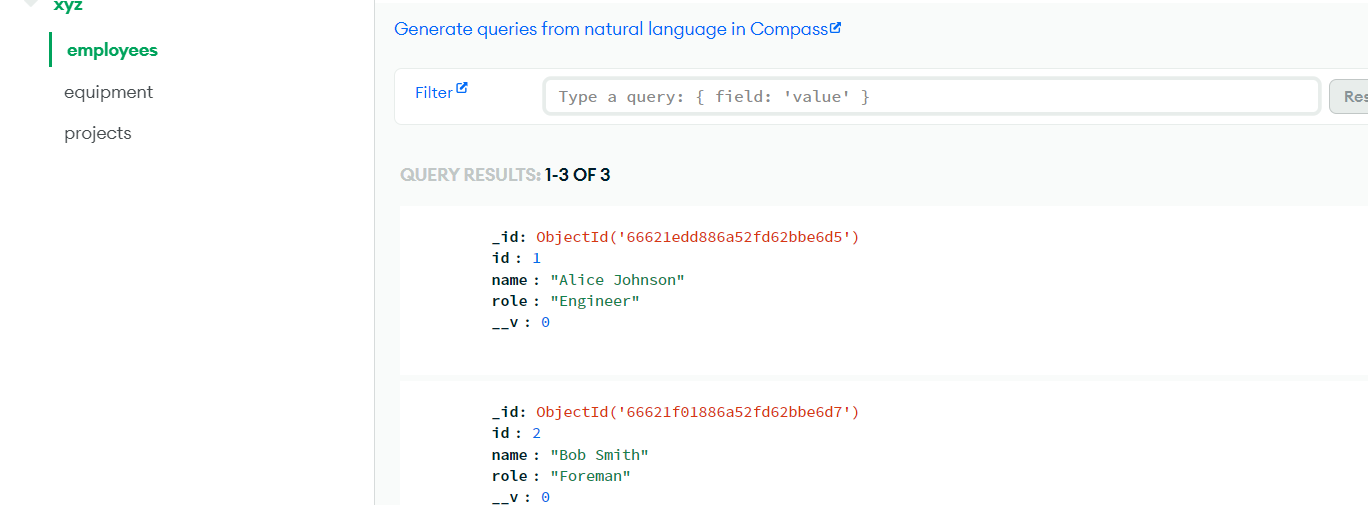 xyz
employees
equipment
projects
Generate queries from natural language in Compass
Filter
Type a query: { field: 'value' }
Res
QUERY RESULTS: 1-3 OF 3
_id: ObjectId('66621edd886a52fd62bbe6d5')
id : 1
name : "Alice Johnson"
role : "Engineer"
__v : 0
_id: ObjectId('66621f01886a52fd62bbe6d7')
id : 2
name : "Bob Smith"
role : "Foreman"
__v : 0